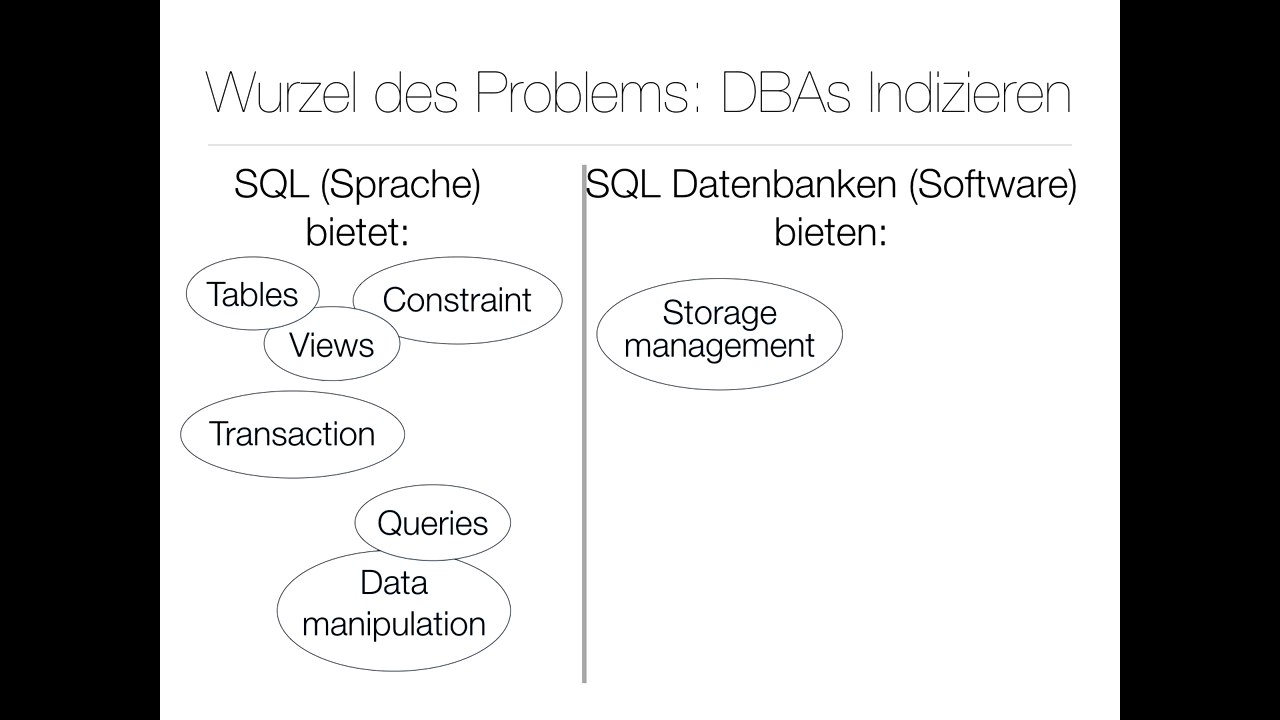 Wurzel des Problems: DBAs Indizieren
SQL (Sprache)
bietet:
Tables
Constraint
Views
Transaction
Queries
Data
manipulation
SQL Datenbanken (Software)
bieten:
Storage
management